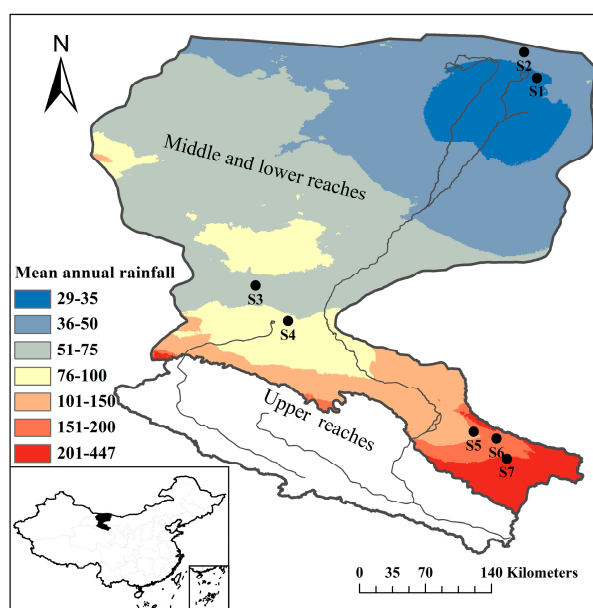 N
S2
S1
Middle and lower reaches
S3
S4
Mean annual rainfall
29-35
36-50
51-75
76-100
101-150
151-200
201-447
Upper reaches
S5
S6
S7
0 35 70 140 Kilometers